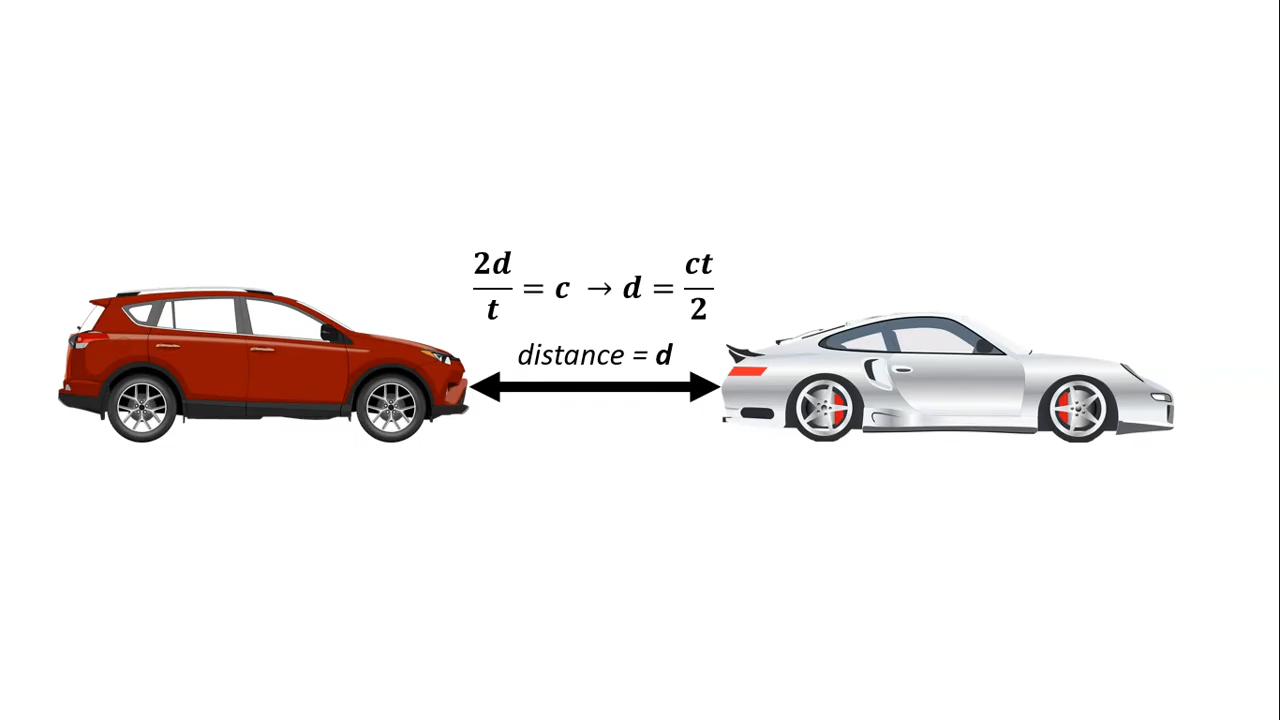 2d/t = c → d = ct/2
distance = d